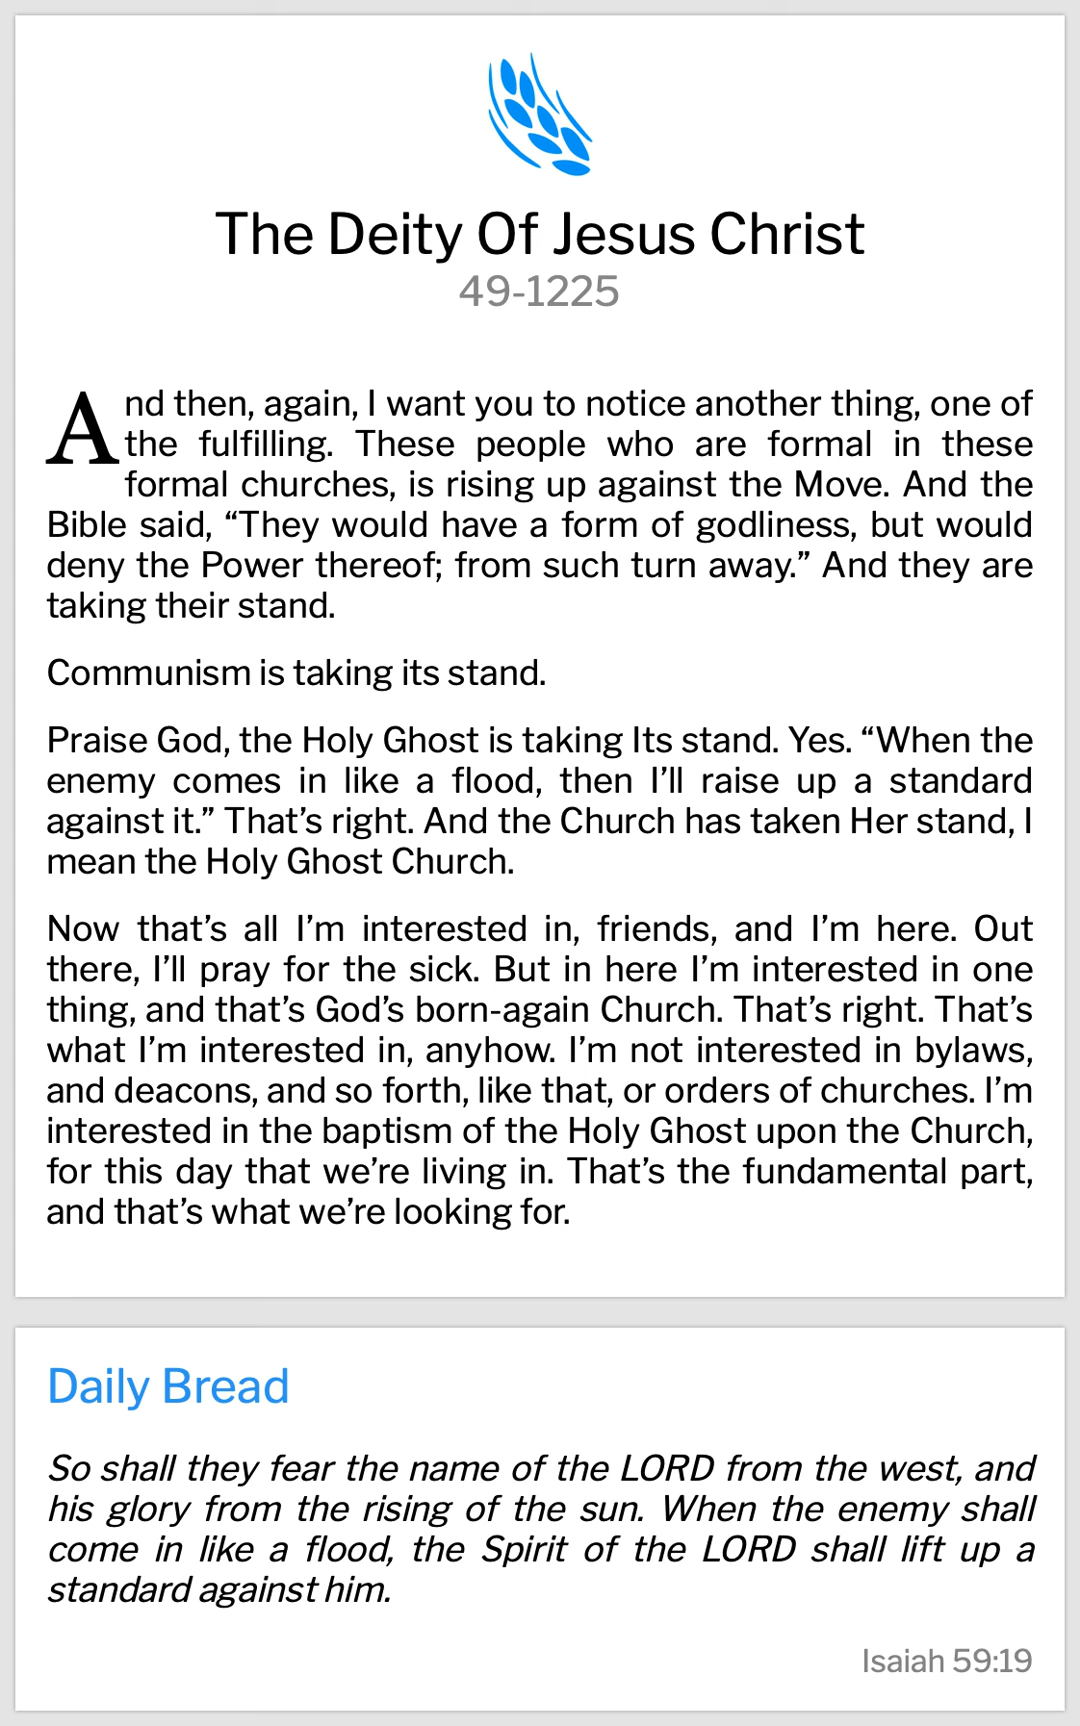 The Deity Of Jesus Christ
49-1225
And then, again, I want you to notice another thing, one of
the fulfilling. These people who are formal in these
formal churches, is rising up against the Move. And the
Bible said, “They would have a form of godliness, but would
deny the Power thereof; from such turn away.” And they are
taking their stand.
Communism is taking its stand.
Praise God, the Holy Ghost is taking Its stand. Yes. “When the
enemy comes in like a flood, then I’ll raise up a standard
against it.” That’s right. And the Church has taken Her stand, I
mean the Holy Ghost Church.
Now that’s all I’m interested in, friends, and I’m here. Out
there, I’ll pray for the sick. But in here I’m interested in one
thing, and that’s God’s born-again Church. That’s right. That’s
what I’m interested in, anyhow. I’m not interested in bylaws,
and deacons, and so forth, like that, or orders of churches. I’m
interested in the baptism of the Holy Ghost upon the Church,
for this day that we’re living in. That’s the fundamental part,
and that’s what we’re looking for.
Daily Bread
So shall they fear the name of the LORD from the west, and
his glory from the rising of the sun. When the enemy shall
come in like a flood, the Spirit of the LORD shall lift up a
standard against him.
Isaiah 59:19